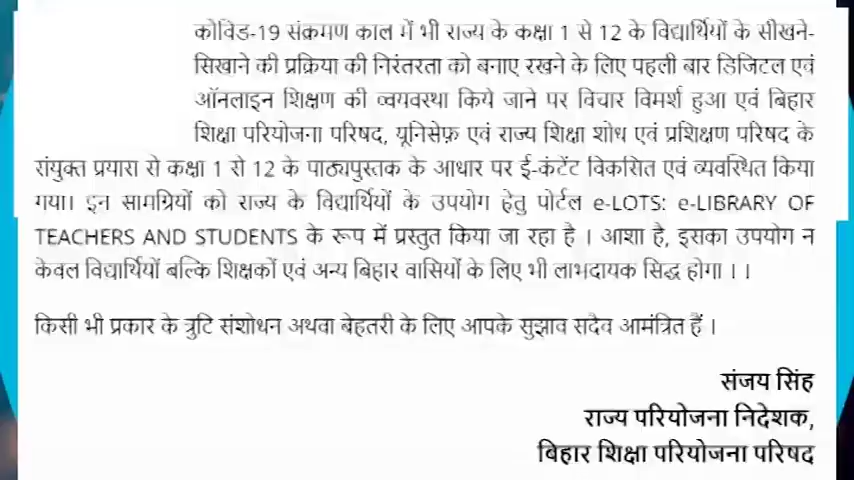 कोविड-19 संक्रमण काल में भी राज्य के कक्षा 1 से 12 के विद्यार्थियों के सीखने-
सिखाने की प्रक्रिया की निरंतरता को बनाए रखने के लिए पहली बार डिजिटल एवं
ऑनलाइन शिक्षण की व्यवस्था किये जाने पर विचार विमर्श हुआ एवं बिहार
शिक्षा परियोजना परिषद, यूनिसेफ़ एवं राज्य शिक्षा शोध एवं प्रशिक्षण परिषद के
संयुक्त प्रयास से कक्षा 1 से 12 के पाठ्यपुस्तक के आधार पर ई-कंटेंट विकसित एवं व्यवस्थित किया
गया। इन सामग्रियों को राज्य के विद्यार्थियों के उपयोग हेतु पोर्टल e-LOTS: e-LIBRARY OF
TEACHERS AND STUDENTS के रूप में प्रस्तुत किया जा रहा है । आशा है, इसका उपयोग न
केवल विद्यार्थियों बल्कि शिक्षकों एवं अन्य बिहार वासियों के लिए भी लाभदायक सिद्ध होगा । ।
किसी भी प्रकार के त्रुटि संशोधन अथवा बेहतरी के लिए आपके सुझाव सदैव आमंत्रित हैं ।
संजय सिंह
राज्य परियोजना निदेशक,
बिहार शिक्षा परियोजना परिषद